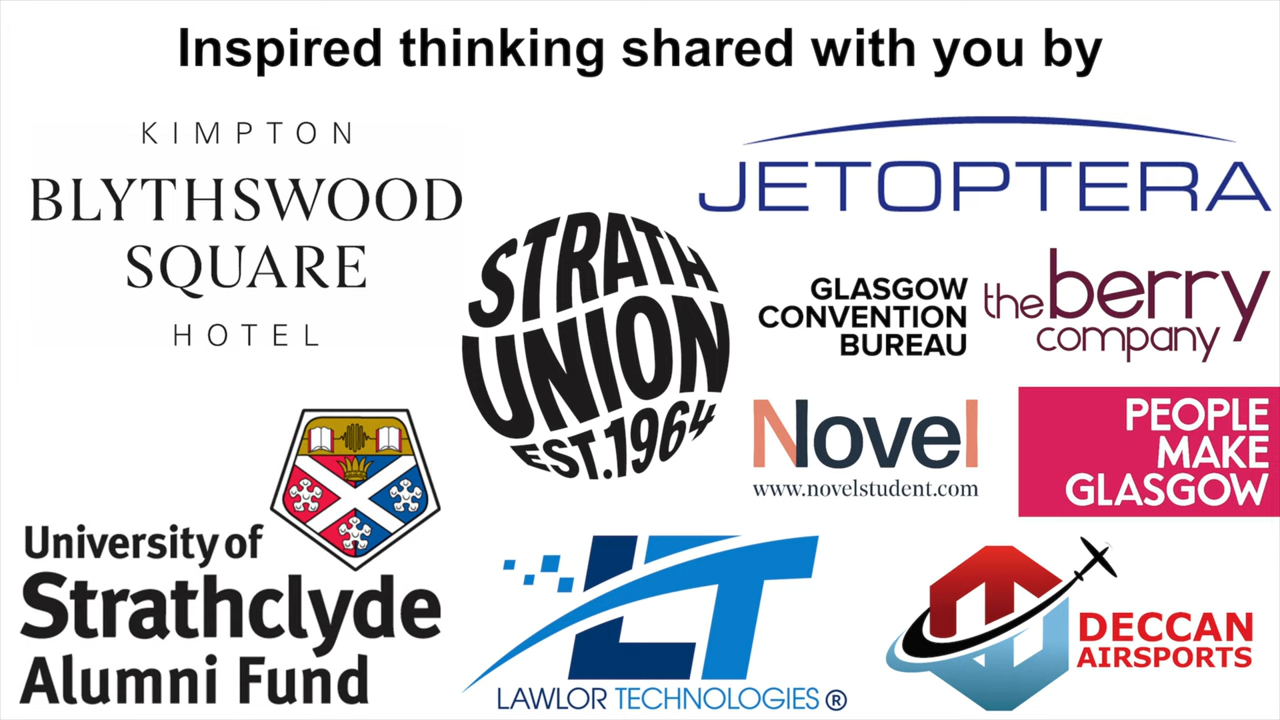 Inspired thinking shared with you by
KIMPTON
BLYTHSWOOD
SQUARE
HOTEL
JETOPTERA
STRATH
UNION
EST.1964
GLASGOW
CONVENTION
BUREAU
the berry
company
Novel
www.novelstudent.com
PEOPLE
MAKE
GLASGOW
University of
Strathclyde
Alumni Fund
LT
LAWLOR TECHNOLOGIES ®
DECCAN
AIRSPORTS